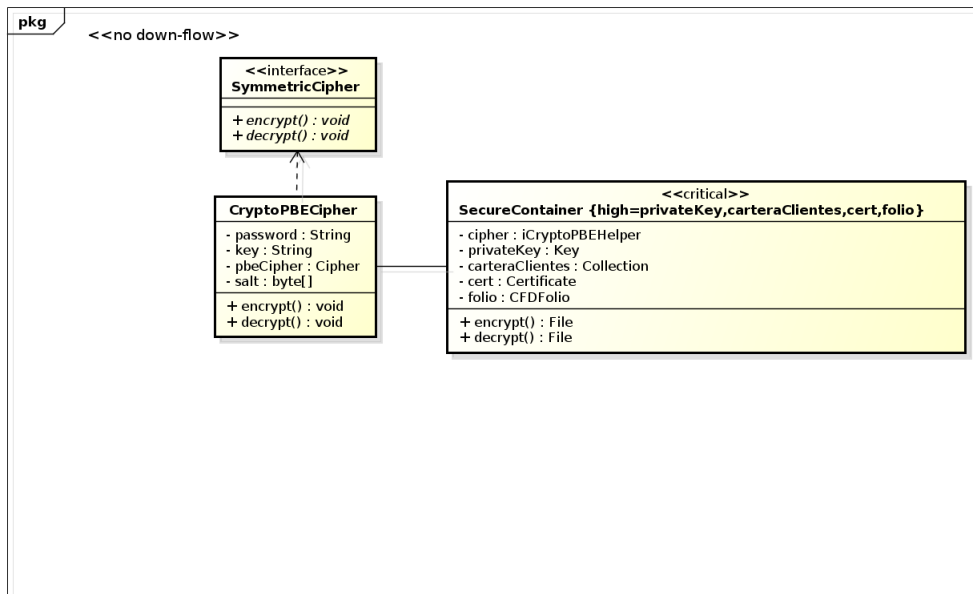 pkg
<<no down-flow>>
<<interface>>
SymmetricCipher
+ encrypt() : void
+ decrypt() : void
CryptoPBECipher
- password : String
- key : String
- pbeCipher : Cipher
- salt : byte[]
+ encrypt() : void
+ decrypt() : void
<<critical>>
SecureContainer {high=privateKey,carteraClientes,cert,folio}
- cipher : iCryptoPBEHelper
- privateKey : Key
- carteraClientes : Collection
- cert : Certificate
- folio : CFDFolio
+ encrypt() : File
+ decrypt() : File